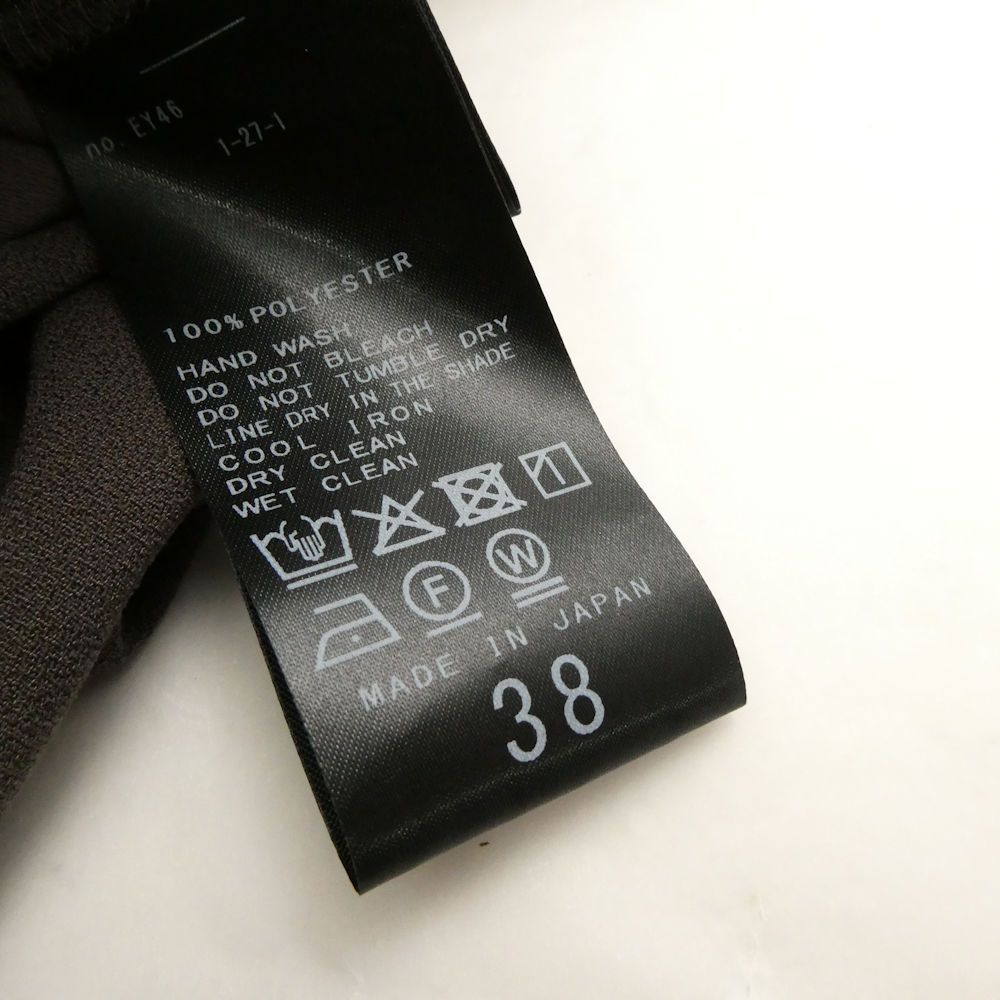 no. EY46
1-27-1
100% POLYESTER
HAND WASH
DO NOT BLEACH
DO NOT TUMBLE DRY
LINE DRY IN THE SHADE
COOL IRON
DRY CLEAN
WET CLEAN
F W
MADE IN JAPAN
38